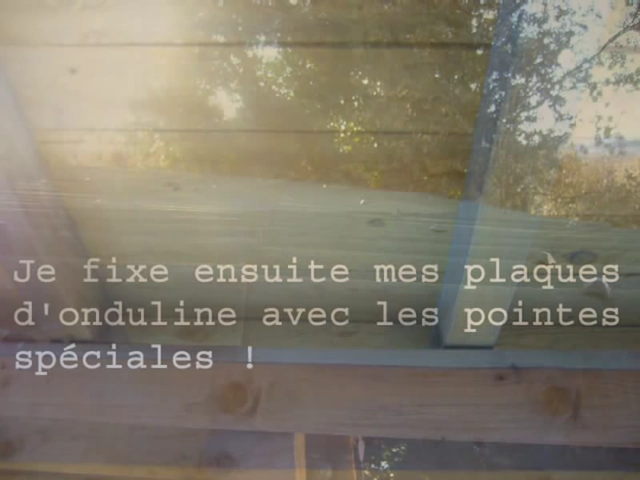 Je fixe ensuite mes plaques
d'onduline avec les pointes
spéciales !